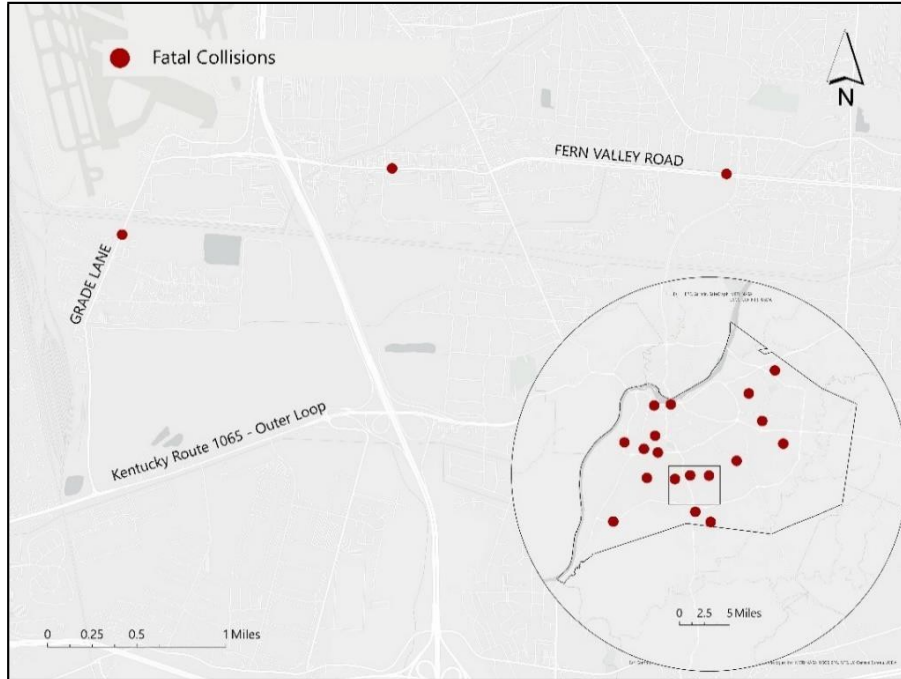 Fatal Collisions
N
FERN VALLEY ROAD
GRADE LANE
Kentucky Route 1065 - Outer Loop
0 0.25 0.5 1 Miles
0 2.5 5 Miles